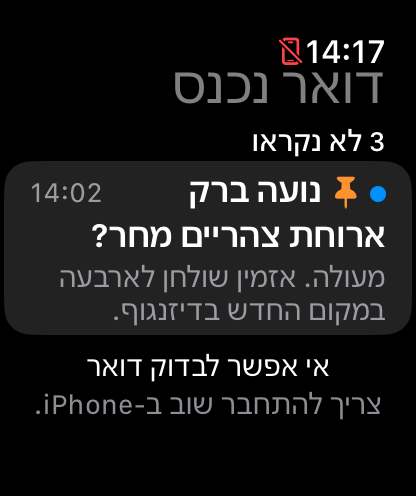 14:17
דואר נכנס
3 לא נקראו
נועה ברק 14:02
ארוחת צהריים מחר?
מעולה. אזמין שולחן לארבעה
במקום החדש בדיזנגוף.
אי אפשר לבדוק דואר
צריך להתחבר שוב ב-iPhone.